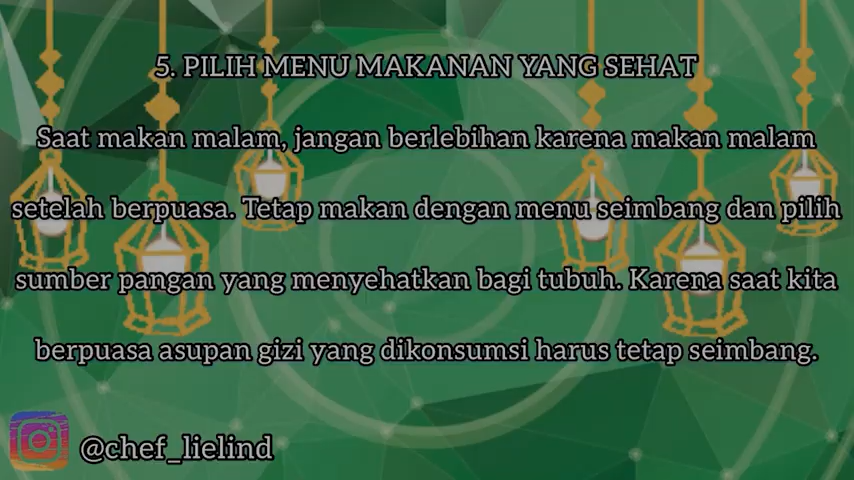 5. PILIH MENU MAKANAN YANG SEHAT
Saat makan malam, jangan berlebihan karena makan malam
setelah berpuasa. Tetap makan dengan menu seimbang dan pilih
sumber pangan yang menyehatkan bagi tubuh. Karena saat kita
berpuasa asupan gizi yang dikonsumsi harus tetap seimbang.
@chef_lielind